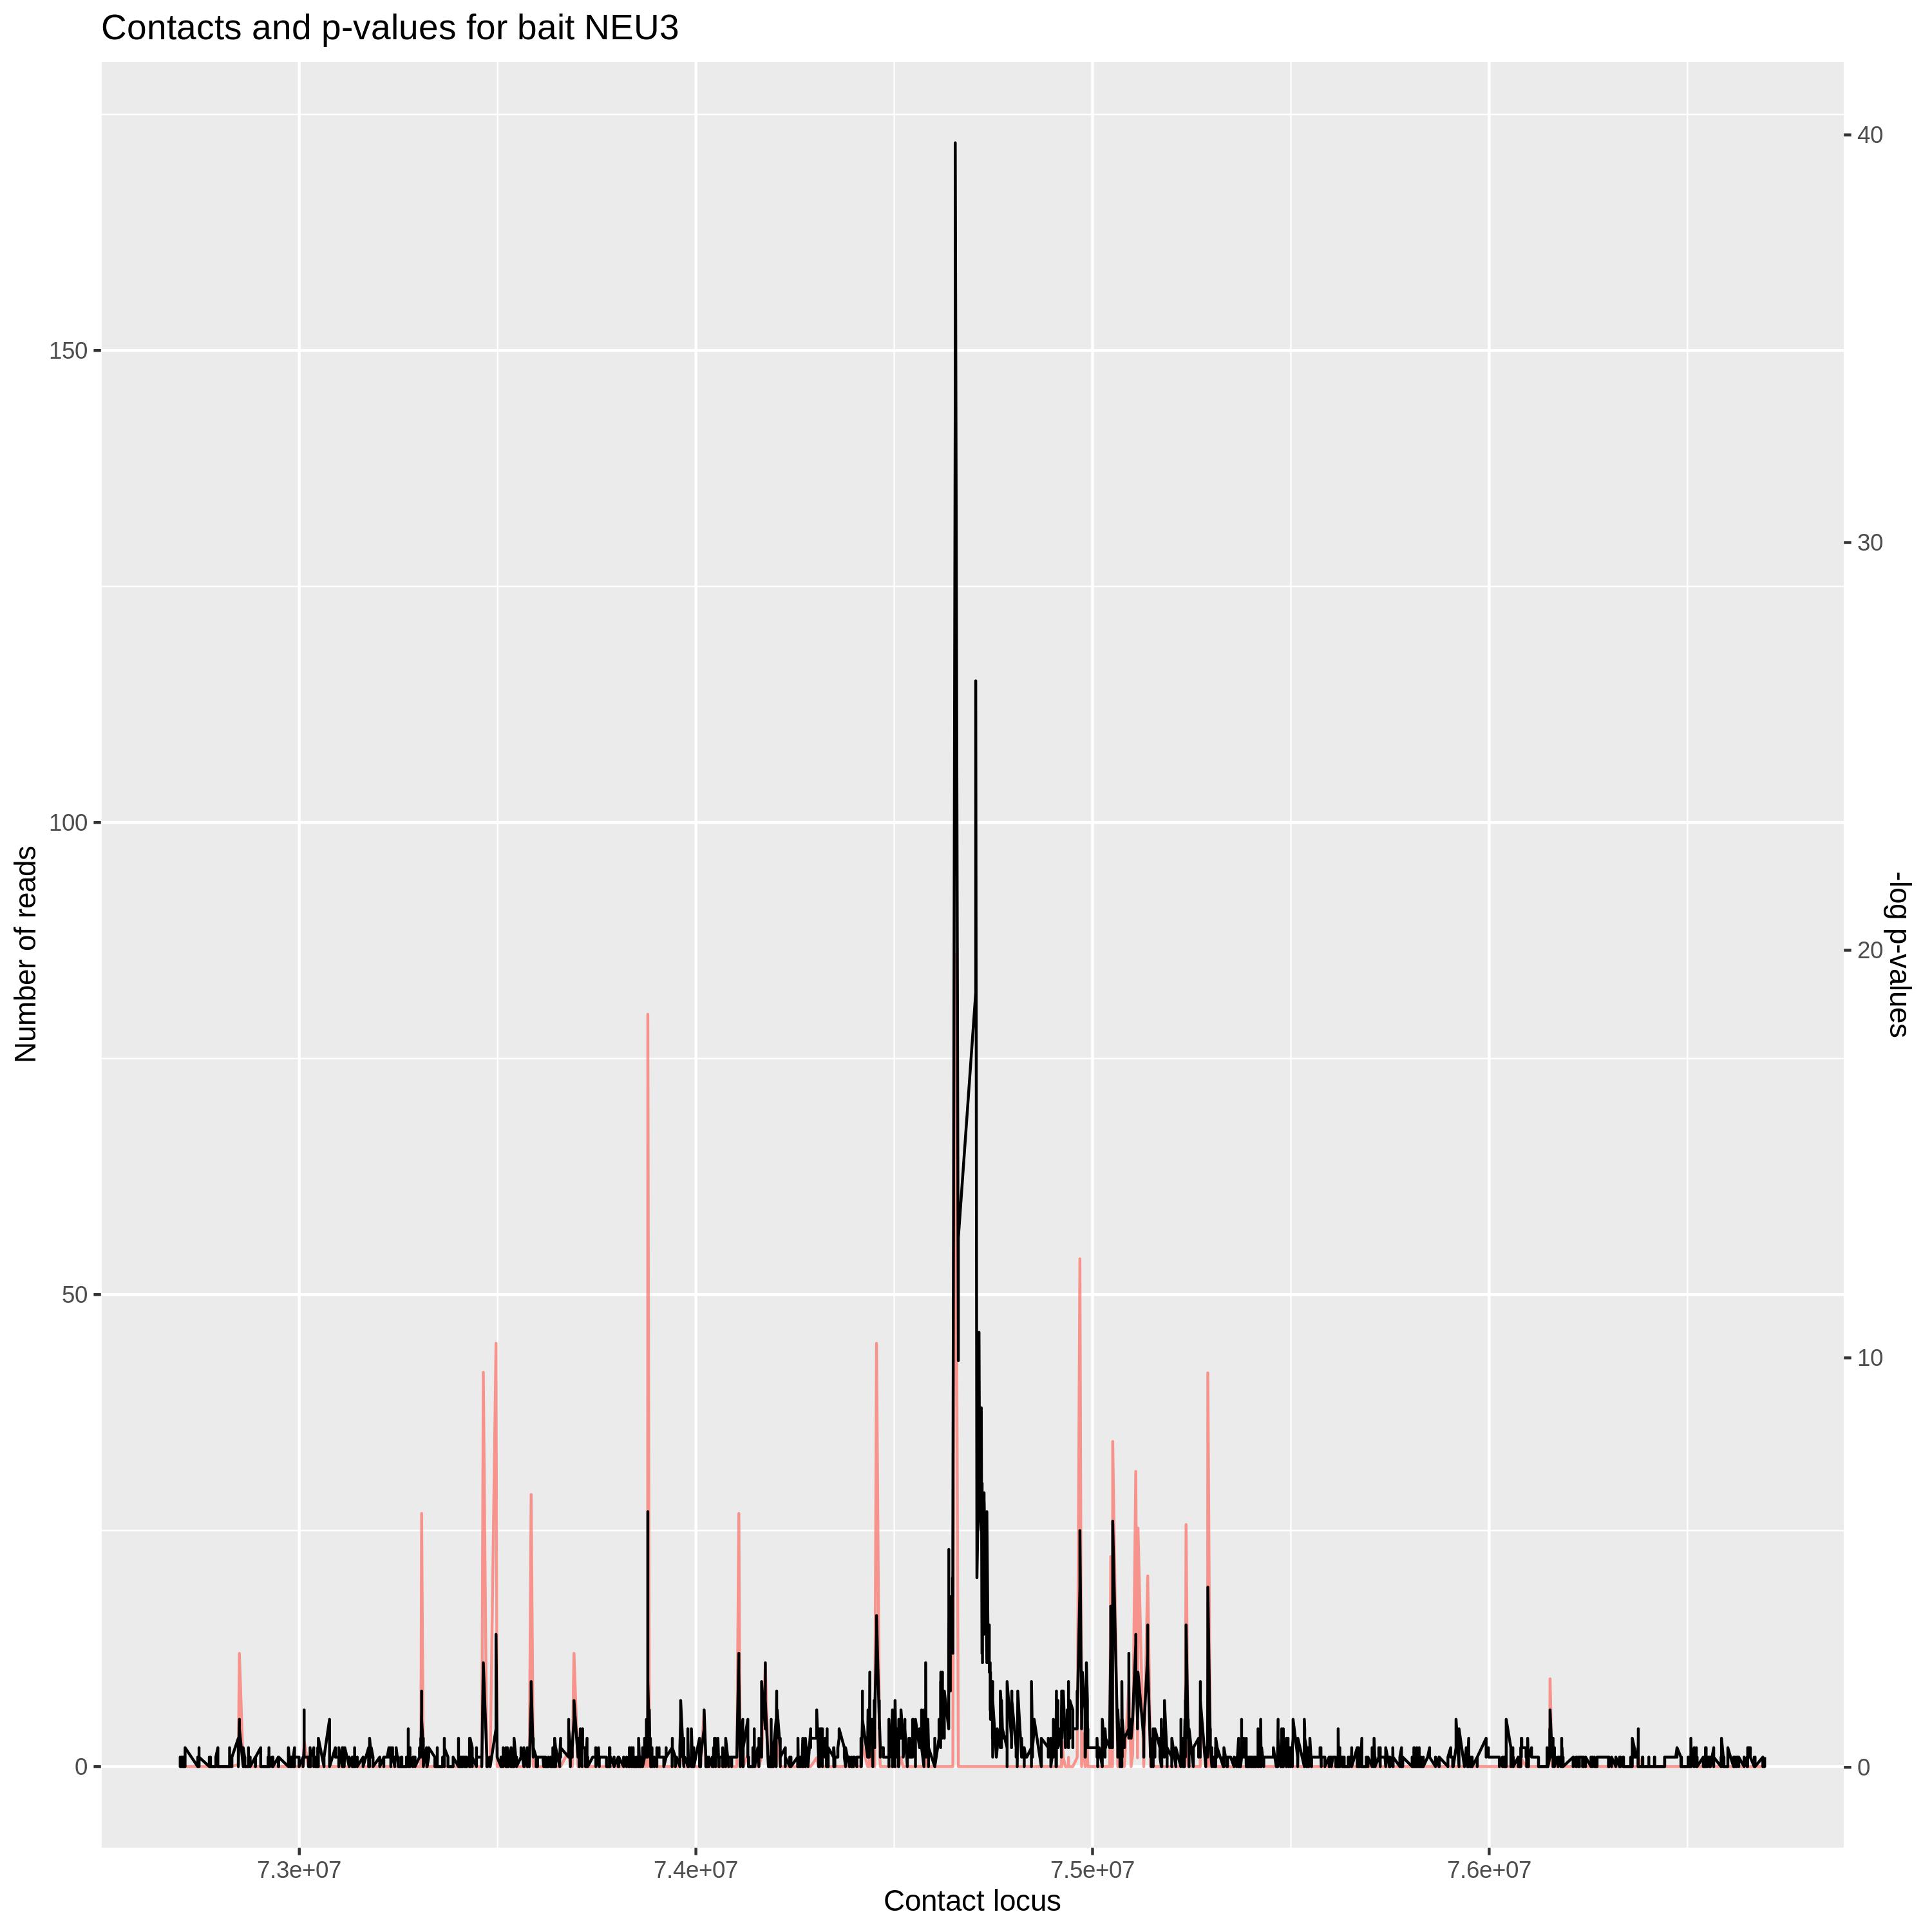 Contacts and p-values for bait NEU3
Number of reads
150
100
50
0
40
30
20
10
0
-log p-values
7.3e+07
7.4e+07
7.5e+07
7.6e+07
Contact locus